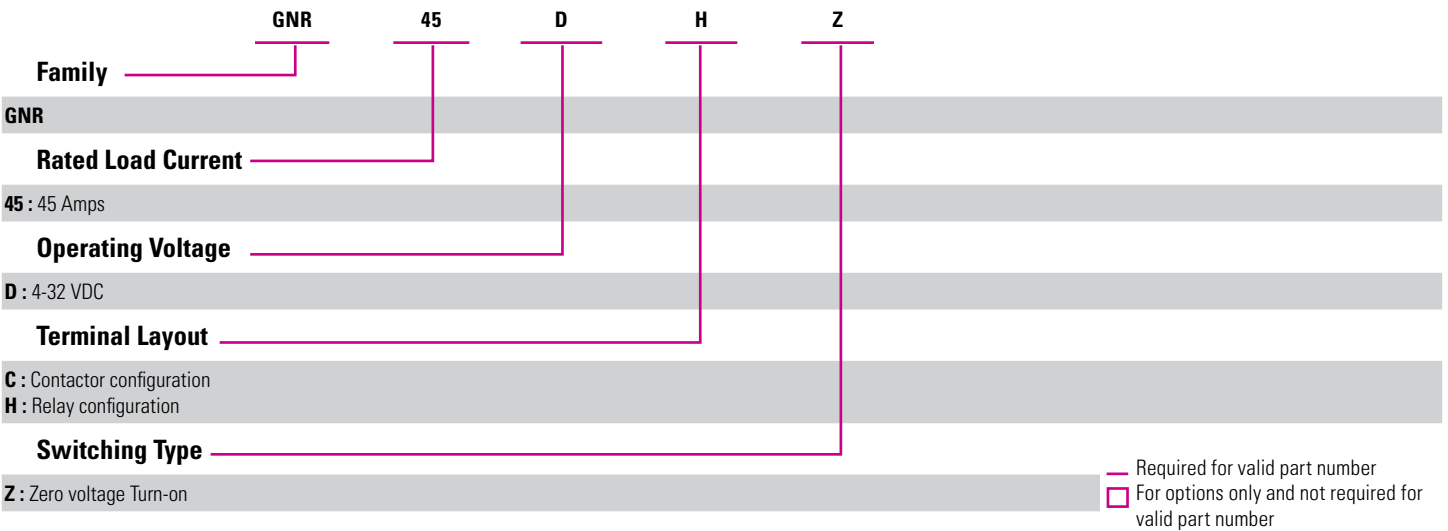 GNR 45 D H Z
Family
GNR
Rated Load Current
45 : 45 Amps
Operating Voltage
D : 4-32 VDC
Terminal Layout
C : Contactor configuration
H : Relay configuration
Switching Type
Z : Zero voltage Turn-on
Required for valid part number
For options only and not required for
valid part number